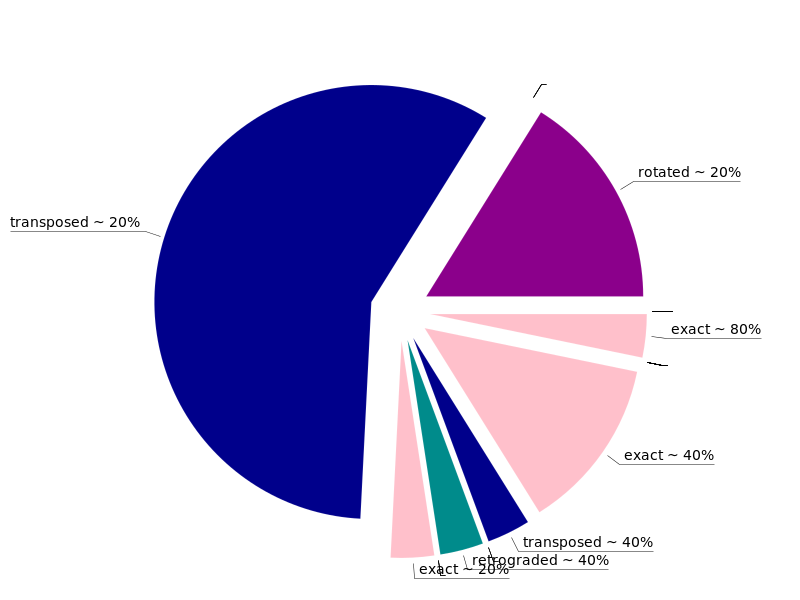 rotated ~ 20%
transposed ~ 20%
exact ~ 80%
exact ~ 40%
transposed ~ 40%
retrograded ~ 40%
exact ~ 20%